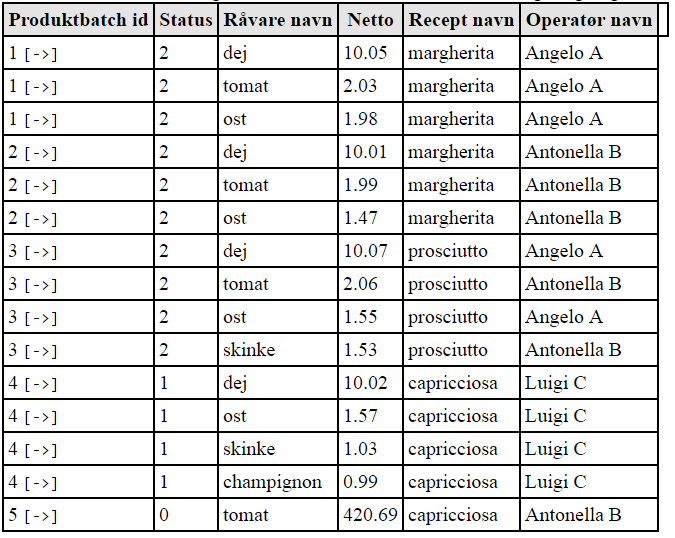 Produktbatch id Status Råvare navn Netto Recept navn Operatør navn
1 [->] 2 dej 10.05 margherita Angelo A
1 [->] 2 tomat 2.03 margherita Angelo A
1 [->] 2 ost 1.98 margherita Angelo A
2 [->] 2 dej 10.01 margherita Antonella B
2 [->] 2 tomat 1.99 margherita Antonella B
2 [->] 2 ost 1.47 margherita Antonella B
3 [->] 2 dej 10.07 prosciutto Angelo A
3 [->] 2 tomat 2.06 prosciutto Antonella B
3 [->] 2 ost 1.55 prosciutto Angelo A
3 [->] 2 skinke 1.53 prosciutto Antonella B
4 [->] 1 dej 10.02 capricciosa Luigi C
4 [->] 1 ost 1.57 capricciosa Luigi C
4 [->] 1 skinke 1.03 capricciosa Luigi C
4 [->] 1 champignon 0.99 capricciosa Luigi C
5 [->] 0 tomat 420.69 capricciosa Antonella B